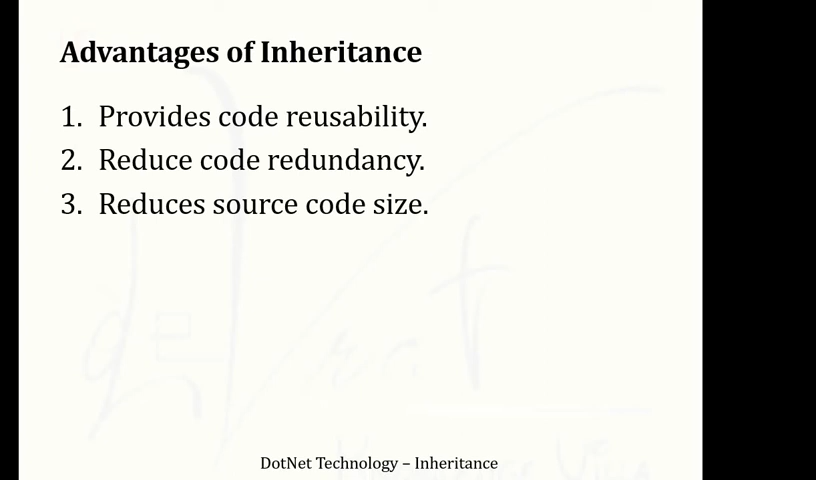 Advantages of Inheritance
1. Provides code reusability.
2. Reduce code redundancy.
3. Reduces source code size.
DotNet Technology – Inheritance